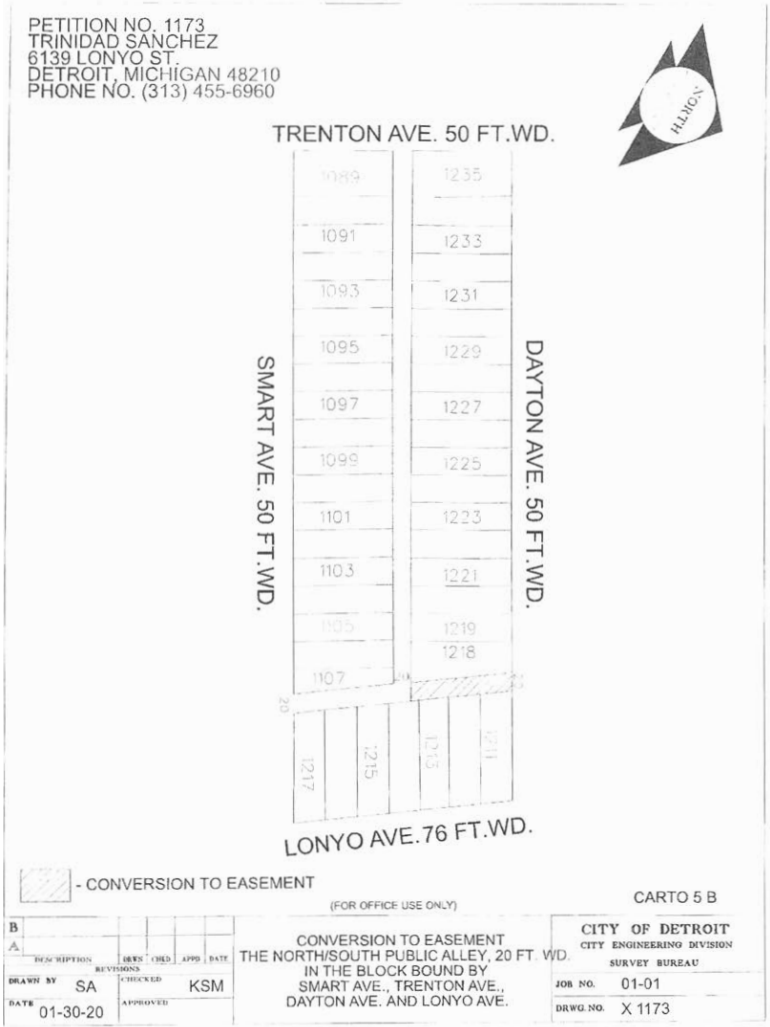 PETITION NO. 1173
TRINIDAD SANCHEZ
6139 LONYO ST.
DETROIT, MICHIGAN 48210
PHONE NO. (313) 455-6960
NORTH
TRENTON AVE. 50 FT.WD.
1089 1235
1091 1233
1093 1231
1095 1229
1097 1227
1099 1225
1101 1223
1103 1221
1105 1219
1218
1107
SMART AVE. 50 FT.WD.
DAYTON AVE. 50 FT.WD.
20 20
1217 1215 1213 1211
LONYO AVE.76 FT.WD.
- CONVERSION TO EASEMENT
(FOR OFFICE USE ONLY)
CARTO 5 B
B
A
DESCRIPTION DRWN CHKD APPD DATE
REVISIONS
DRAWN BY SA
CHECKED KSM
DATE 01-30-20
APPROVED
CONVERSION TO EASEMENT
THE NORTH/SOUTH PUBLIC ALLEY, 20 FT. WD.
IN THE BLOCK BOUND BY
SMART AVE., TRENTON AVE.,
DAYTON AVE. AND LONYO AVE.
CITY OF DETROIT
CITY ENGINEERING DIVISION
SURVEY BUREAU
JOB NO. 01-01
DRWG. NO. X 1173